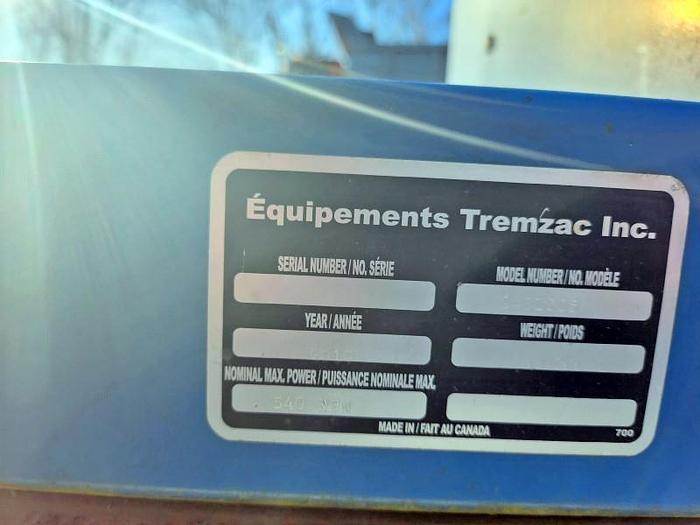 Équipements Tremzac Inc.
SERIAL NUMBER / NO. SÉRIE
MODEL NUMBER / NO. MODÈLE
YEAR / ANNÉE
WEIGHT / POIDS
NOMINAL MAX. POWER / PUISSANCE NOMINALE MAX.
540
MADE IN / FAIT AU CANADA
700